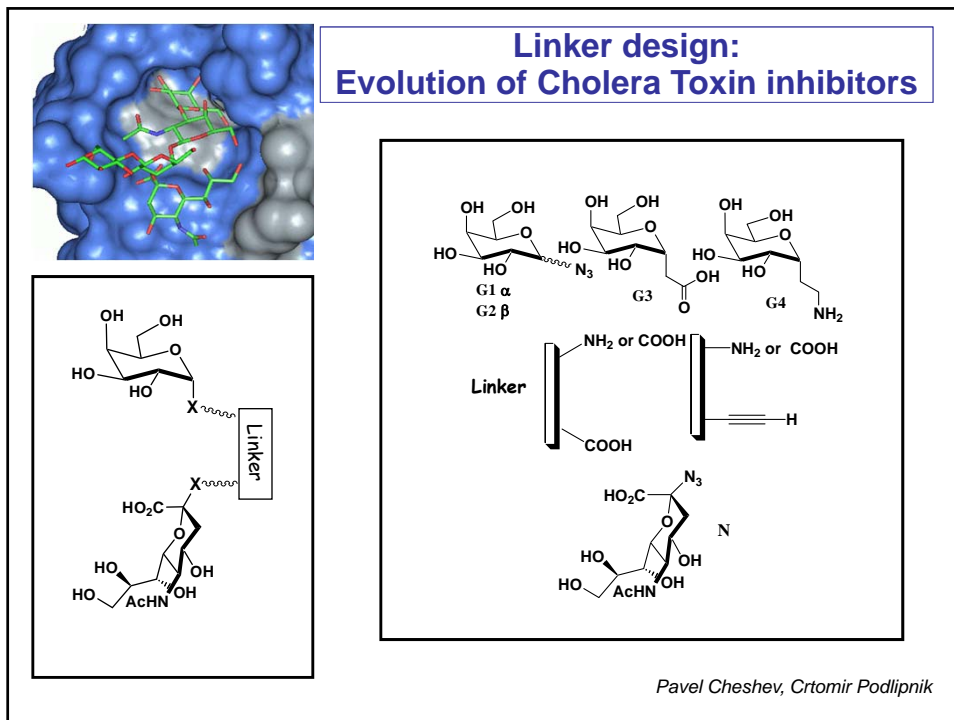 Linker design:
Evolution of Cholera Toxin inhibitors
OH
OH
O
HO
HO
X
Linker
X
HO₂C
O
HO
OH
HO
OH
AcHN
OH
OH
O
HO
HO
N₃
G1 α
G2 β
OH
OH
O
HO
HO
OH
O
G3
OH
OH
O
HO
HO
NH₂
G4
NH₂ or COOH
Linker
COOH
NH₂ or COOH
H
N₃
HO₂C
O
N
HO
OH
HO
OH
AcHN
Pavel Cheshev, Crtomir Podlipnik